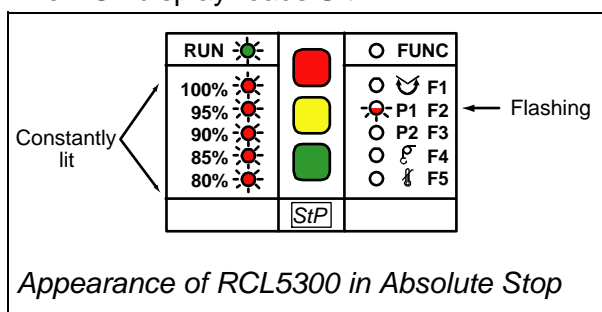 RUN FUNC
100% F1
95% P1 F2
90% P2 F3
85% F4
80% F5
Constantly
lit
Flashing
StP
Appearance of RCL5300 in Absolute Stop